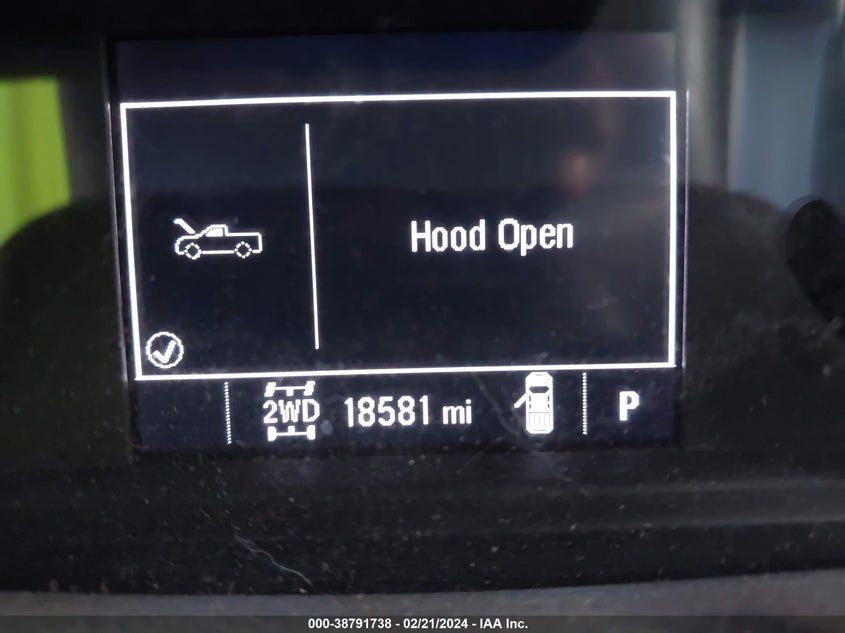 Hood Open
2WD 18581 mi P
000-38791738 - 02/21/2024 - IAA Inc.